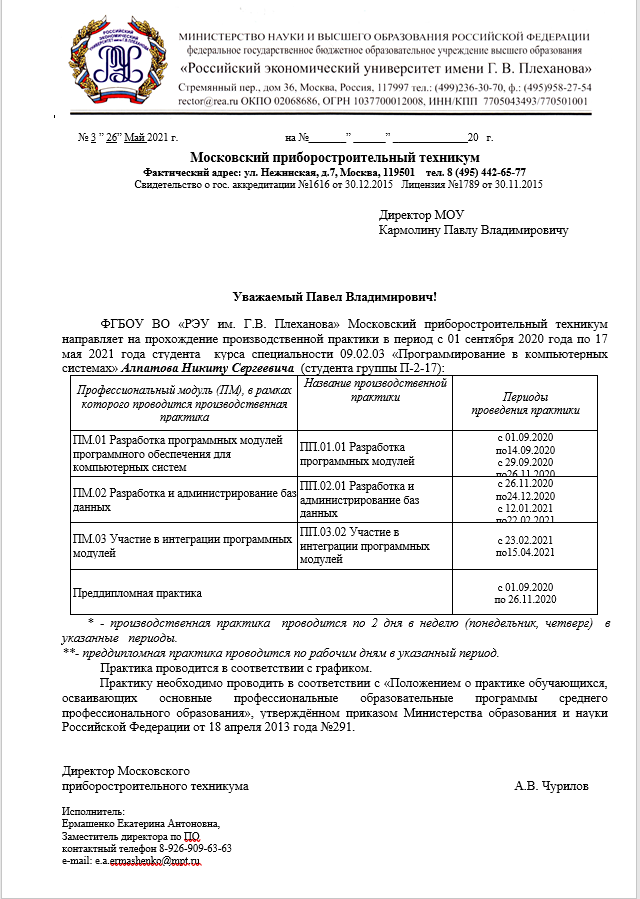 РОССИЙСКИЙ
ЭКОНОМИЧЕСКИЙ
УНИВЕРСИТЕТ ИМ. Г.В. ПЛЕХАНОВА
МИНИСТЕРСТВО НАУКИ И ВЫСШЕГО ОБРАЗОВАНИЯ РОССИЙСКОЙ ФЕДЕРАЦИИ
федеральное государственное бюджетное образовательное учреждение высшего образования
«Российский экономический университет имени Г. В. Плеханова»
Стремянный пер., дом 36, Москва, Россия, 117997 тел.: (499)236-30-70, ф.: (495)958-27-54
rector@rea.ru ОКПО 02068686, ОГРН 1037700012008, ИНН/КПП 7705043493/770501001
№ 3 ” 26” Май 2021 г. на №_______” ______” _______________20 г.
Московский приборостроительный техникум
Фактический адрес: ул. Нежинская, д.7, Москва, 119501 тел. 8 (495) 442-65-77
Свидетельство о гос. аккредитации №1616 от 30.12.2015 Лицензия №1789 от 30.11.2015
Директор МОУ
Кармолину Павлу Владимировичу
Уважаемый Павел Владимирович!
ФГБОУ ВО «РЭУ им. Г.В. Плеханова» Московский приборостроительный техникум
направляет на прохождение производственной практики в период с 01 сентября 2020 года по 17
мая 2021 года студента курса специальности 09.02.03 «Программирование в компьютерных
системах» Алпатова Никиту Сергеевича (студента группы П-2-17):
Профессиональный модуль (ПМ), в рамках
которого проводится производственная
практика
Название производственной
практики
Периоды
проведения практики
ПМ.01 Разработка программных модулей
программного обеспечения для
компьютерных систем
ПП.01.01 Разработка
программных модулей
с 01.09.2020
по14.09.2020
с 29.09.2020
по26.11.2020
ПМ.02 Разработка и администрирование баз
данных
ПП.02.01 Разработка и
администрирование баз
данных
с 26.11.2020
по24.12.2020
с 12.01.2021
по22.02.2021
ПМ.03 Участие в интеграции программных
модулей
ПП.03.02 Участие в
интеграции программных
модулей
с 23.02.2021
по15.04.2021
Преддипломная практика
с 01.09.2020
по 26.11.2020
* - производственная практика проводится по 2 дня в неделю (понедельник, четверг) в
указанные периоды.
**- преддипломная практика проводится по рабочим дням в указанный период.
Практика проводится в соответствии с графиком.
Практику необходимо проводить в соответствии с «Положением о практике обучающихся,
осваивающих основные профессиональные образовательные программы среднего
профессионального образования», утверждённом приказом Министерства образования и науки
Российской Федерации от 18 апреля 2013 года №291.
Директор Московского
приборостроительного техникума А.В. Чурилов
Исполнитель:
Ермашенко Екатерина Антоновна,
Заместитель директора по ПО
контактный телефон 8-926-909-63-63
e-mail: e.a.ermashenko@mpt.ru